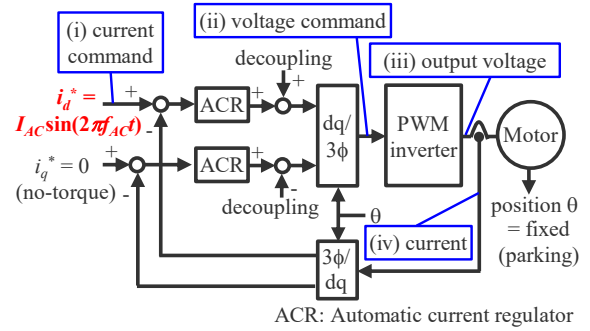 (i) current
command
(ii) voltage command
(iii) output voltage
decoupling
+
i_d* =
I_AC sin(2πf_AC t)
-
+
ACR
+
+
i_q* = 0
(no-torque)
+
-
ACR
+
-
decoupling
dq/
3ϕ
PWM
inverter
Motor
θ
3ϕ/
dq
(iv) current
position θ
= fixed
(parking)
ACR: Automatic current regulator